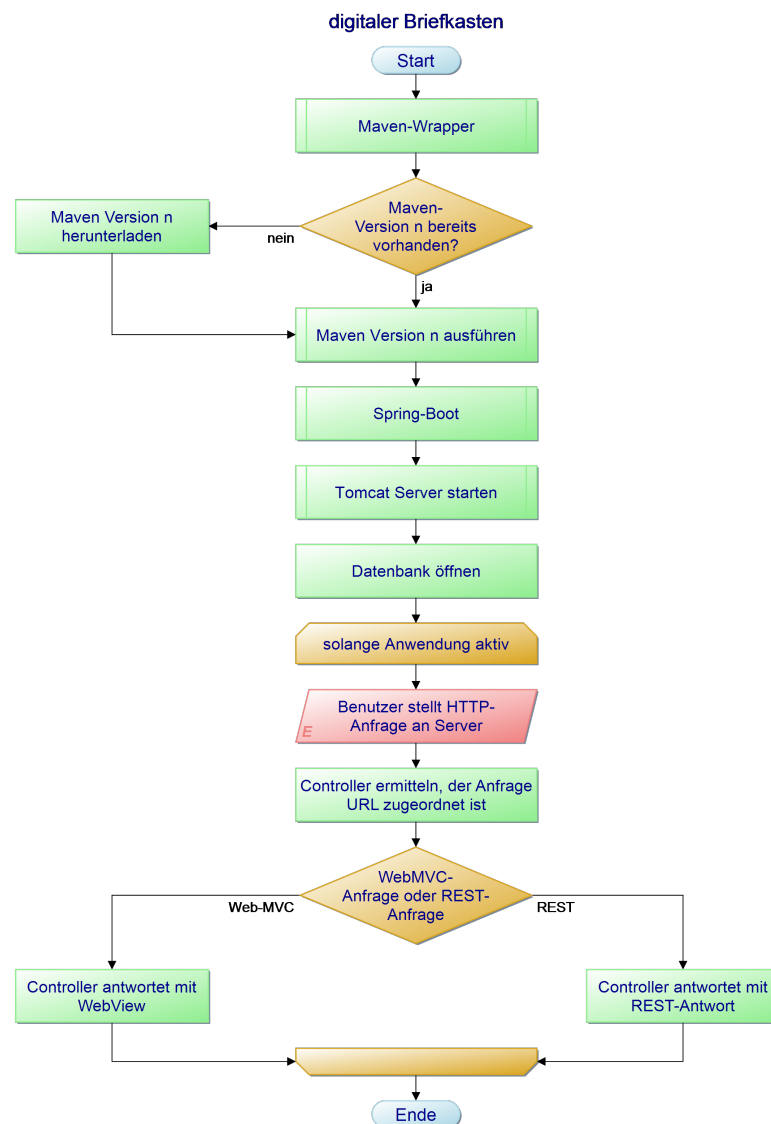 digitaler Briefkasten
Start
Maven-Wrapper
Maven-
Version n bereits
vorhanden?
nein
Maven Version n
herunterladen
ja
Maven Version n ausführen
Spring-Boot
Tomcat Server starten
Datenbank öffnen
solange Anwendung aktiv
Benutzer stellt HTTP-
Anfrage an Server
E
Controller ermitteln, der Anfrage
URL zugeordnet ist
WebMVC-
Anfrage oder REST-
Anfrage
Web-MVC
REST
Controller antwortet mit
WebView
Controller antwortet mit
REST-Antwort
Ende